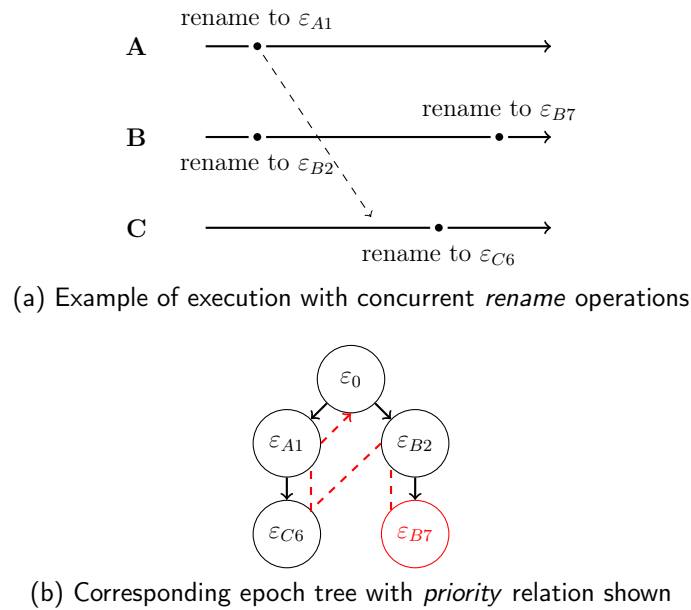 rename to ε_A1
A
rename to ε_B7
B
rename to ε_B2
C
rename to ε_C6
(a) Example of execution with concurrent rename operations
ε_0
ε_A1 ε_B2
ε_C6 ε_B7
(b) Corresponding epoch tree with priority relation shown